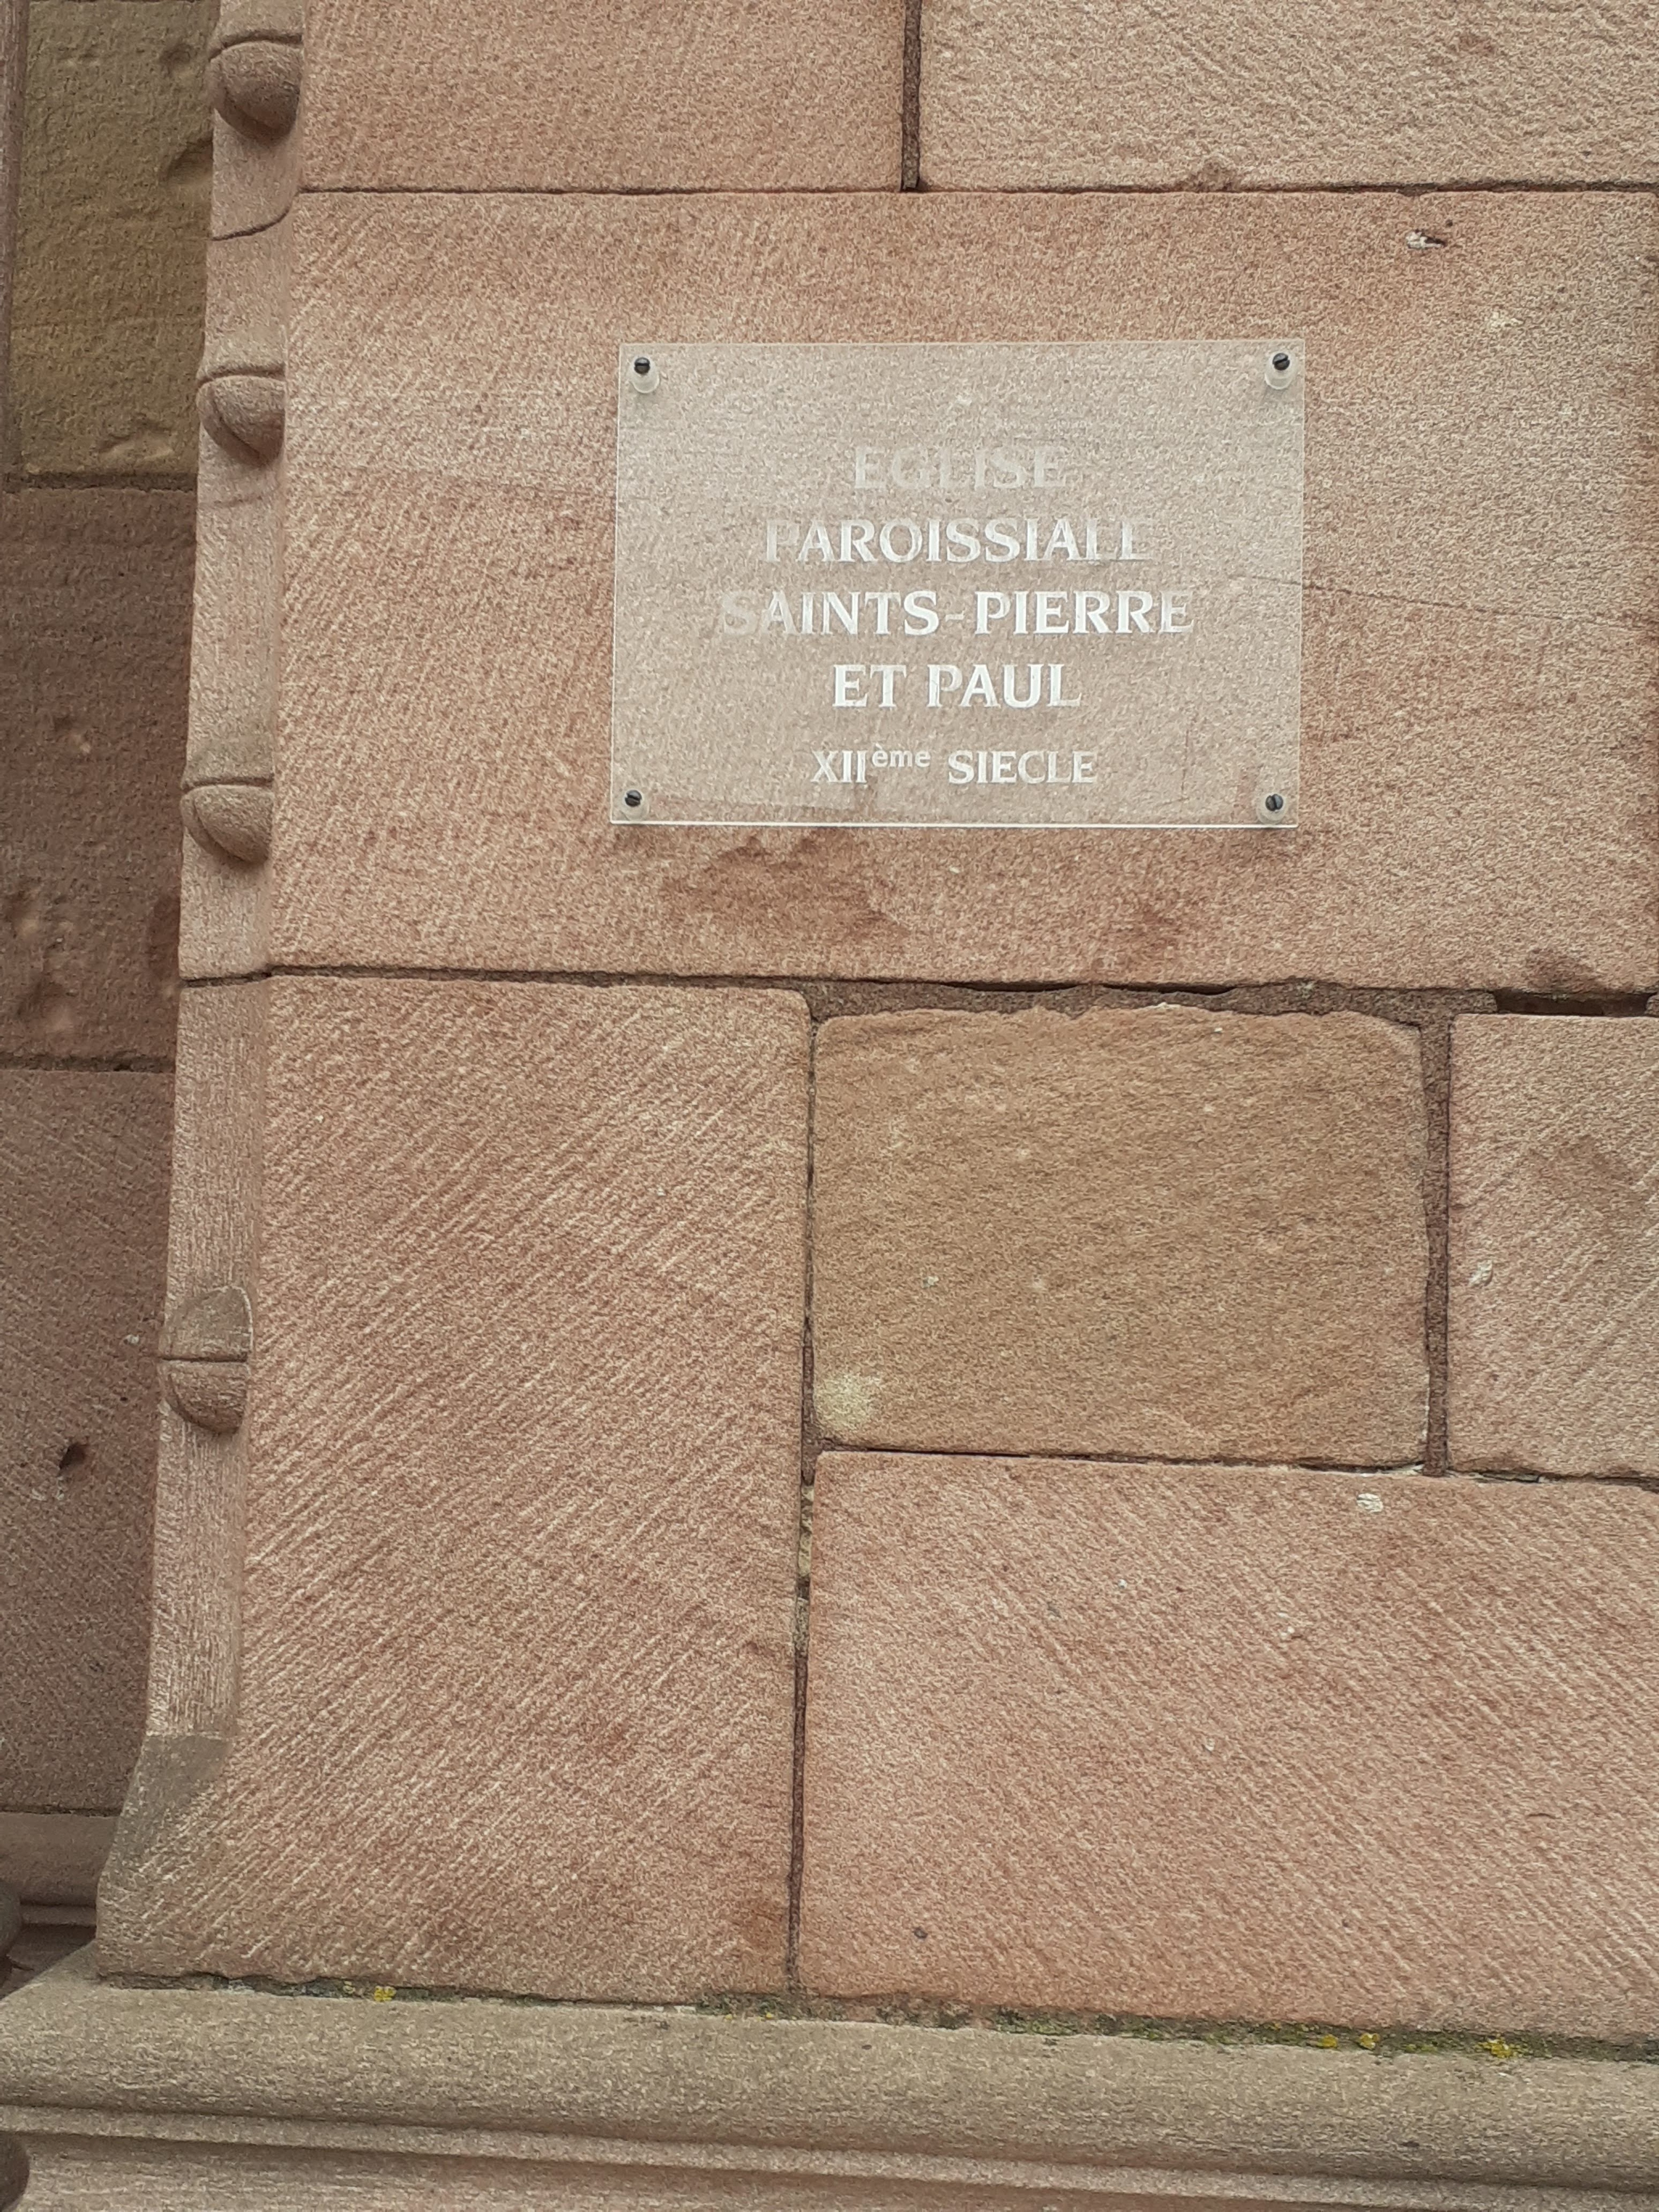 EGLISE
PAROISSIALE
SAINTS-PIERRE
ET PAUL
XIIème SIECLE